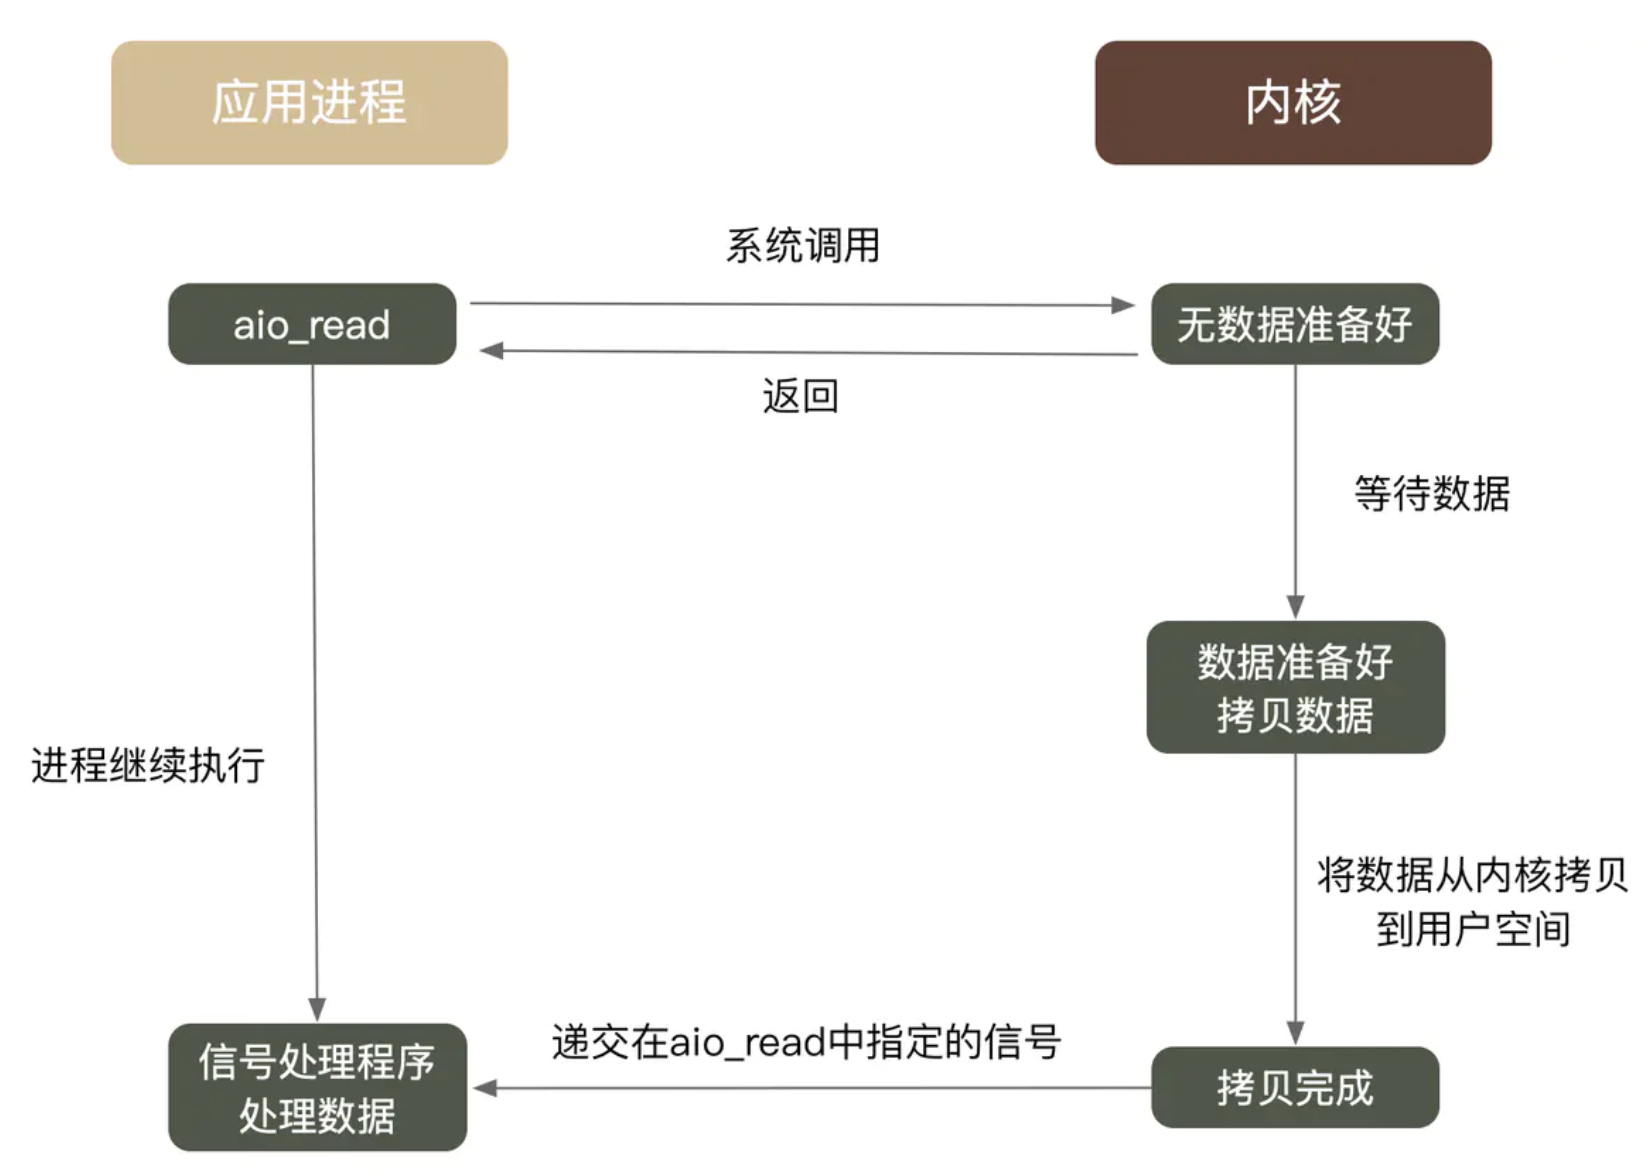 应用进程
内核
系统调用
aio_read
无数据准备好
返回
等待数据
数据准备好
拷贝数据
进程继续执行
将数据从内核拷贝
到用户空间
递交在aio_read中指定的信号
信号处理程序
处理数据
拷贝完成